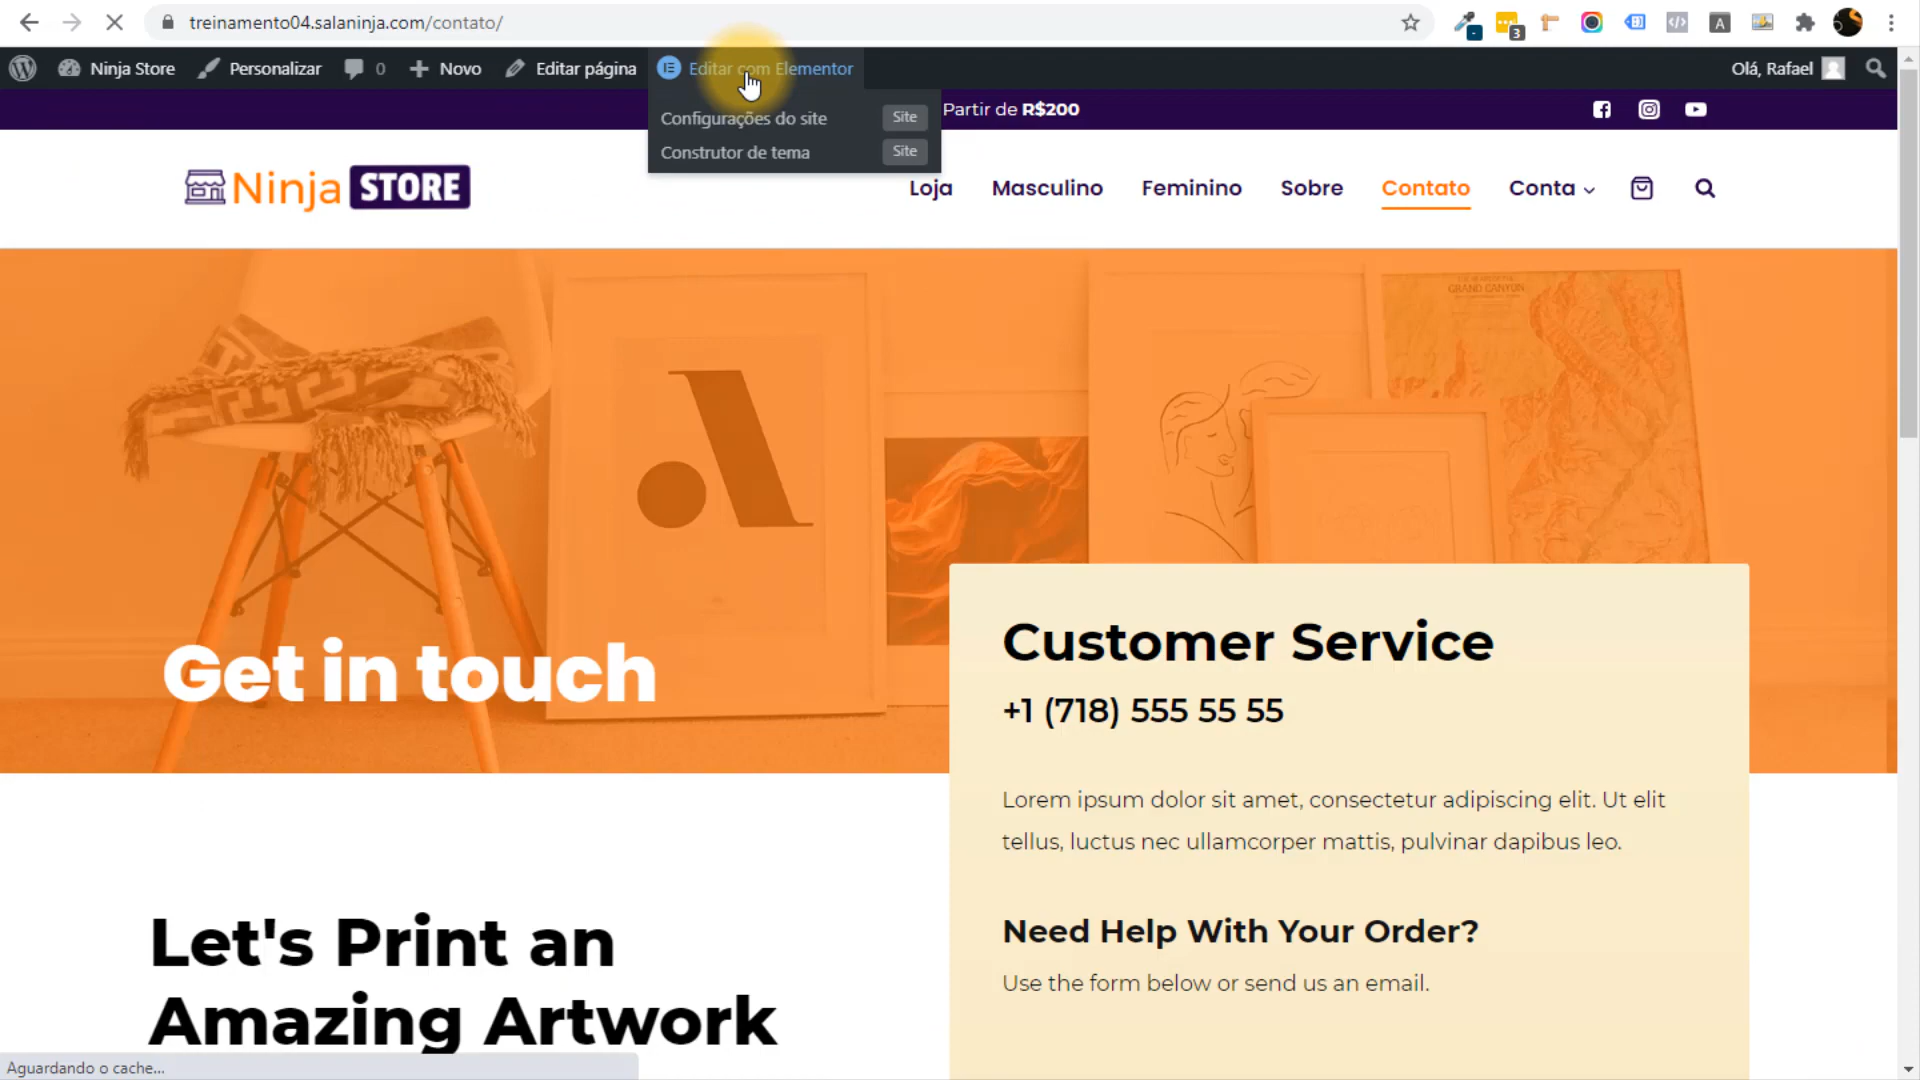 treinamento04.salaninja.com/contato/
3
A
Ninja Store
Personalizar
0
Novo
Editar página
Editar com Elementor
Olá, Rafael
Configurações do site
Site
Construtor de tema
Site
Partir de R$200
Ninja STORE
Loja
Masculino
Feminino
Sobre
Contato
Conta
GRAND CANYON
Get in touch
Customer Service
+1 (718) 555 55 55
Lorem ipsum dolor sit amet, consectetur adipiscing elit. Ut elit
tellus, luctus nec ullamcorper mattis, pulvinar dapibus leo.
Let's Print an
Amazing Artwork
Need Help With Your Order?
Use the form below or send us an email.
Aguardando o cache...